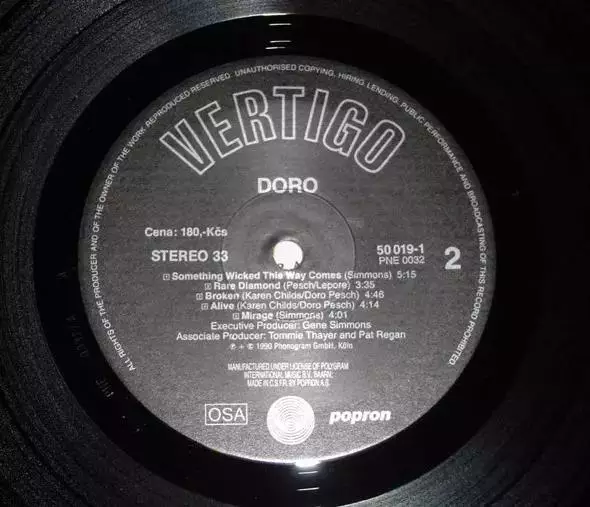 ALL RIGHTS OF THE PRODUCER AND OF THE OWNER OF THE WORK REPRODUCED RESERVED. UNAUTHORISED COPYING, HIRING, LENDING, PUBLIC PERFORMANCE AND BROADCASTING OF THIS RECORD PROHIBITED
VERTIGO
DORO
Cena: 180,-Kčs
STEREO 33
50 019-1
PNE 0032
2
Something Wicked This Way Comes (Simmons) 5:15
Rare Diamond (Pesch/Lepore) 3:35
Broken (Karen Childs/Doro Pesch) 4:46
Alive (Karen Childs/Doro Pesch) 4:14
Mirage (Simmons) 4:01
Executive Producer: Gene Simmons
Associate Producer: Tommie Thayer and Pat Regan
℗ + © 1990 Phonogram GmbH, Köln
MANUFACTURED UNDER LICENSE OF POLYGRAM
INTERNATIONAL MUSIC B.V. BAARN.
MADE IN C.S.F.R. BY POPRON A.S.
OSA
popron